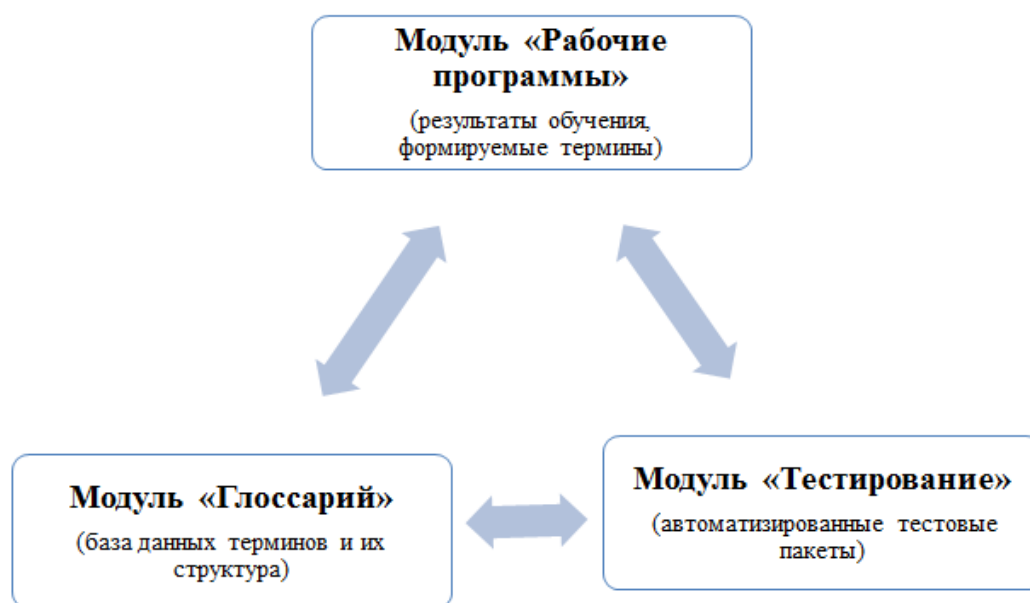 Модуль «Рабочие
программы»
(результаты обучения,
формируемые термины)
Модуль «Глоссарий»
(база данных терминов и их
структура)
Модуль «Тестирование»
(автоматизированные тестовые
пакеты)